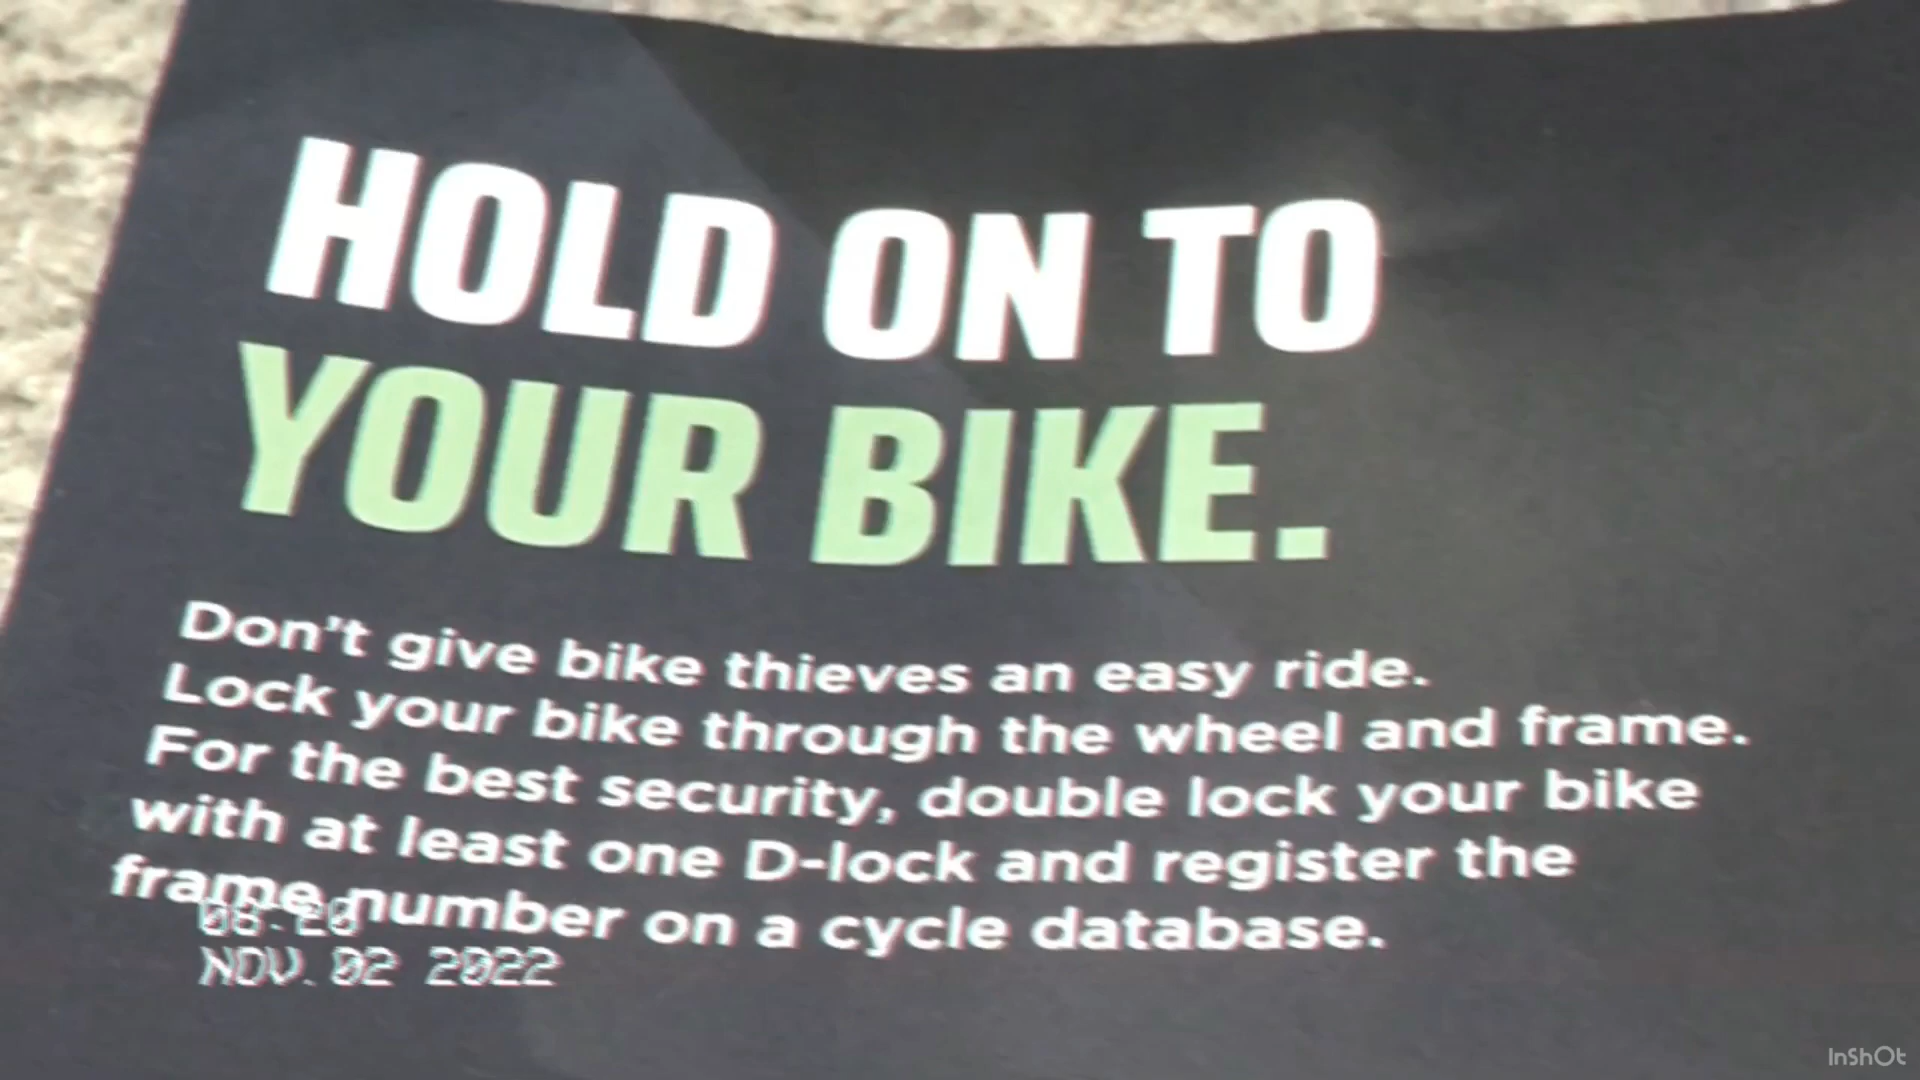 HOLD ON TO
YOUR BIKE.
Don't give bike thieves an easy ride.
Lock your bike through the wheel and frame.
For the best security, double lock your bike
with at least one D-lock and register the
frame number on a cycle database.
08:20
NOV. 02 2022
InShOt